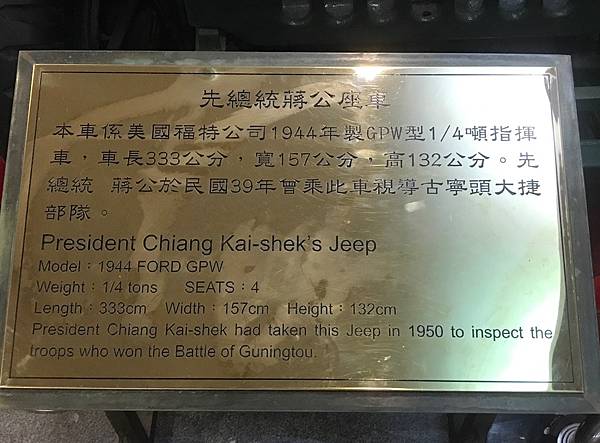 先總統蔣公座車
本車係美國福特公司1944年製GPW型1/4噸指揮
車，車長333公分，寬157公分，高132公分。先
總統　蔣公於民國39年曾乘此車視導古寧頭大捷
部隊。
President Chiang Kai-shek's Jeep
Model：1944 FORD GPW
Weight：1/4 tons　SEATS：4
Length：333cm　Width：157cm　Height：132cm
President Chiang Kai-shek had taken this Jeep in 1950 to inspect the
troops who won the Battle of Guningtou.